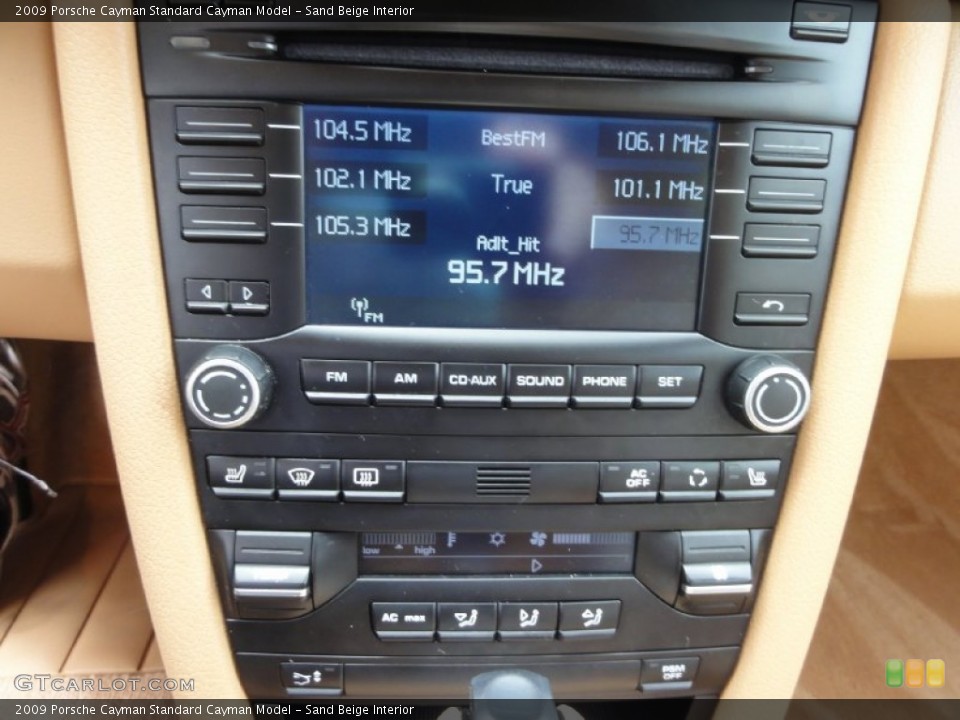 2009 Porsche Cayman Standard Cayman Model - Sand Beige Interior
104.5 MHz BestFM 106.1 MHz
102.1 MHz True 101.1 MHz
105.3 MHz 95.7 MHz
Adlt_Hit
95.7 MHz
FM
FM AM CD·AUX SOUND PHONE SET
AC OFF
low high
AC max
PSM OFF
GTCARLOT.COM
2009 Porsche Cayman Standard Cayman Model - Sand Beige Interior